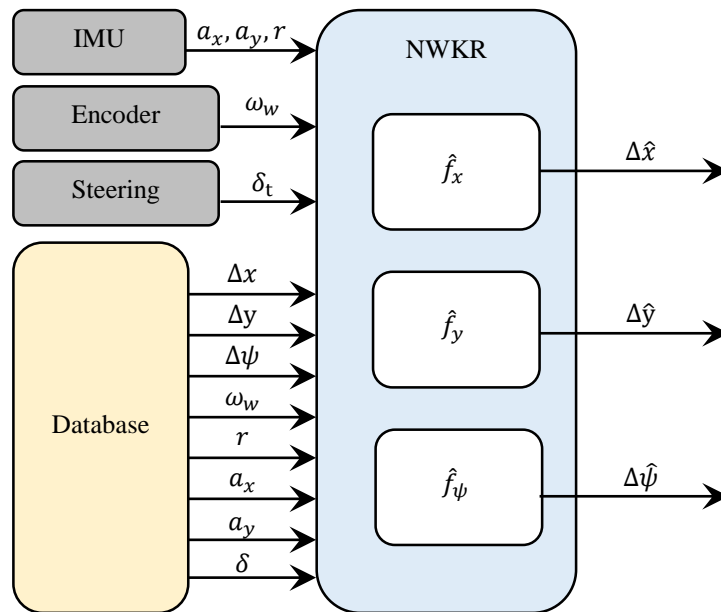 IMU
a_x, a_y, r
NWKR
Encoder
ω_w
Steering
δ_t
f̂_x
Δx̂
Database
Δx
Δy
Δψ
ω_w
r
a_x
a_y
δ
f̂_y
Δŷ
f̂_ψ
Δψ̂